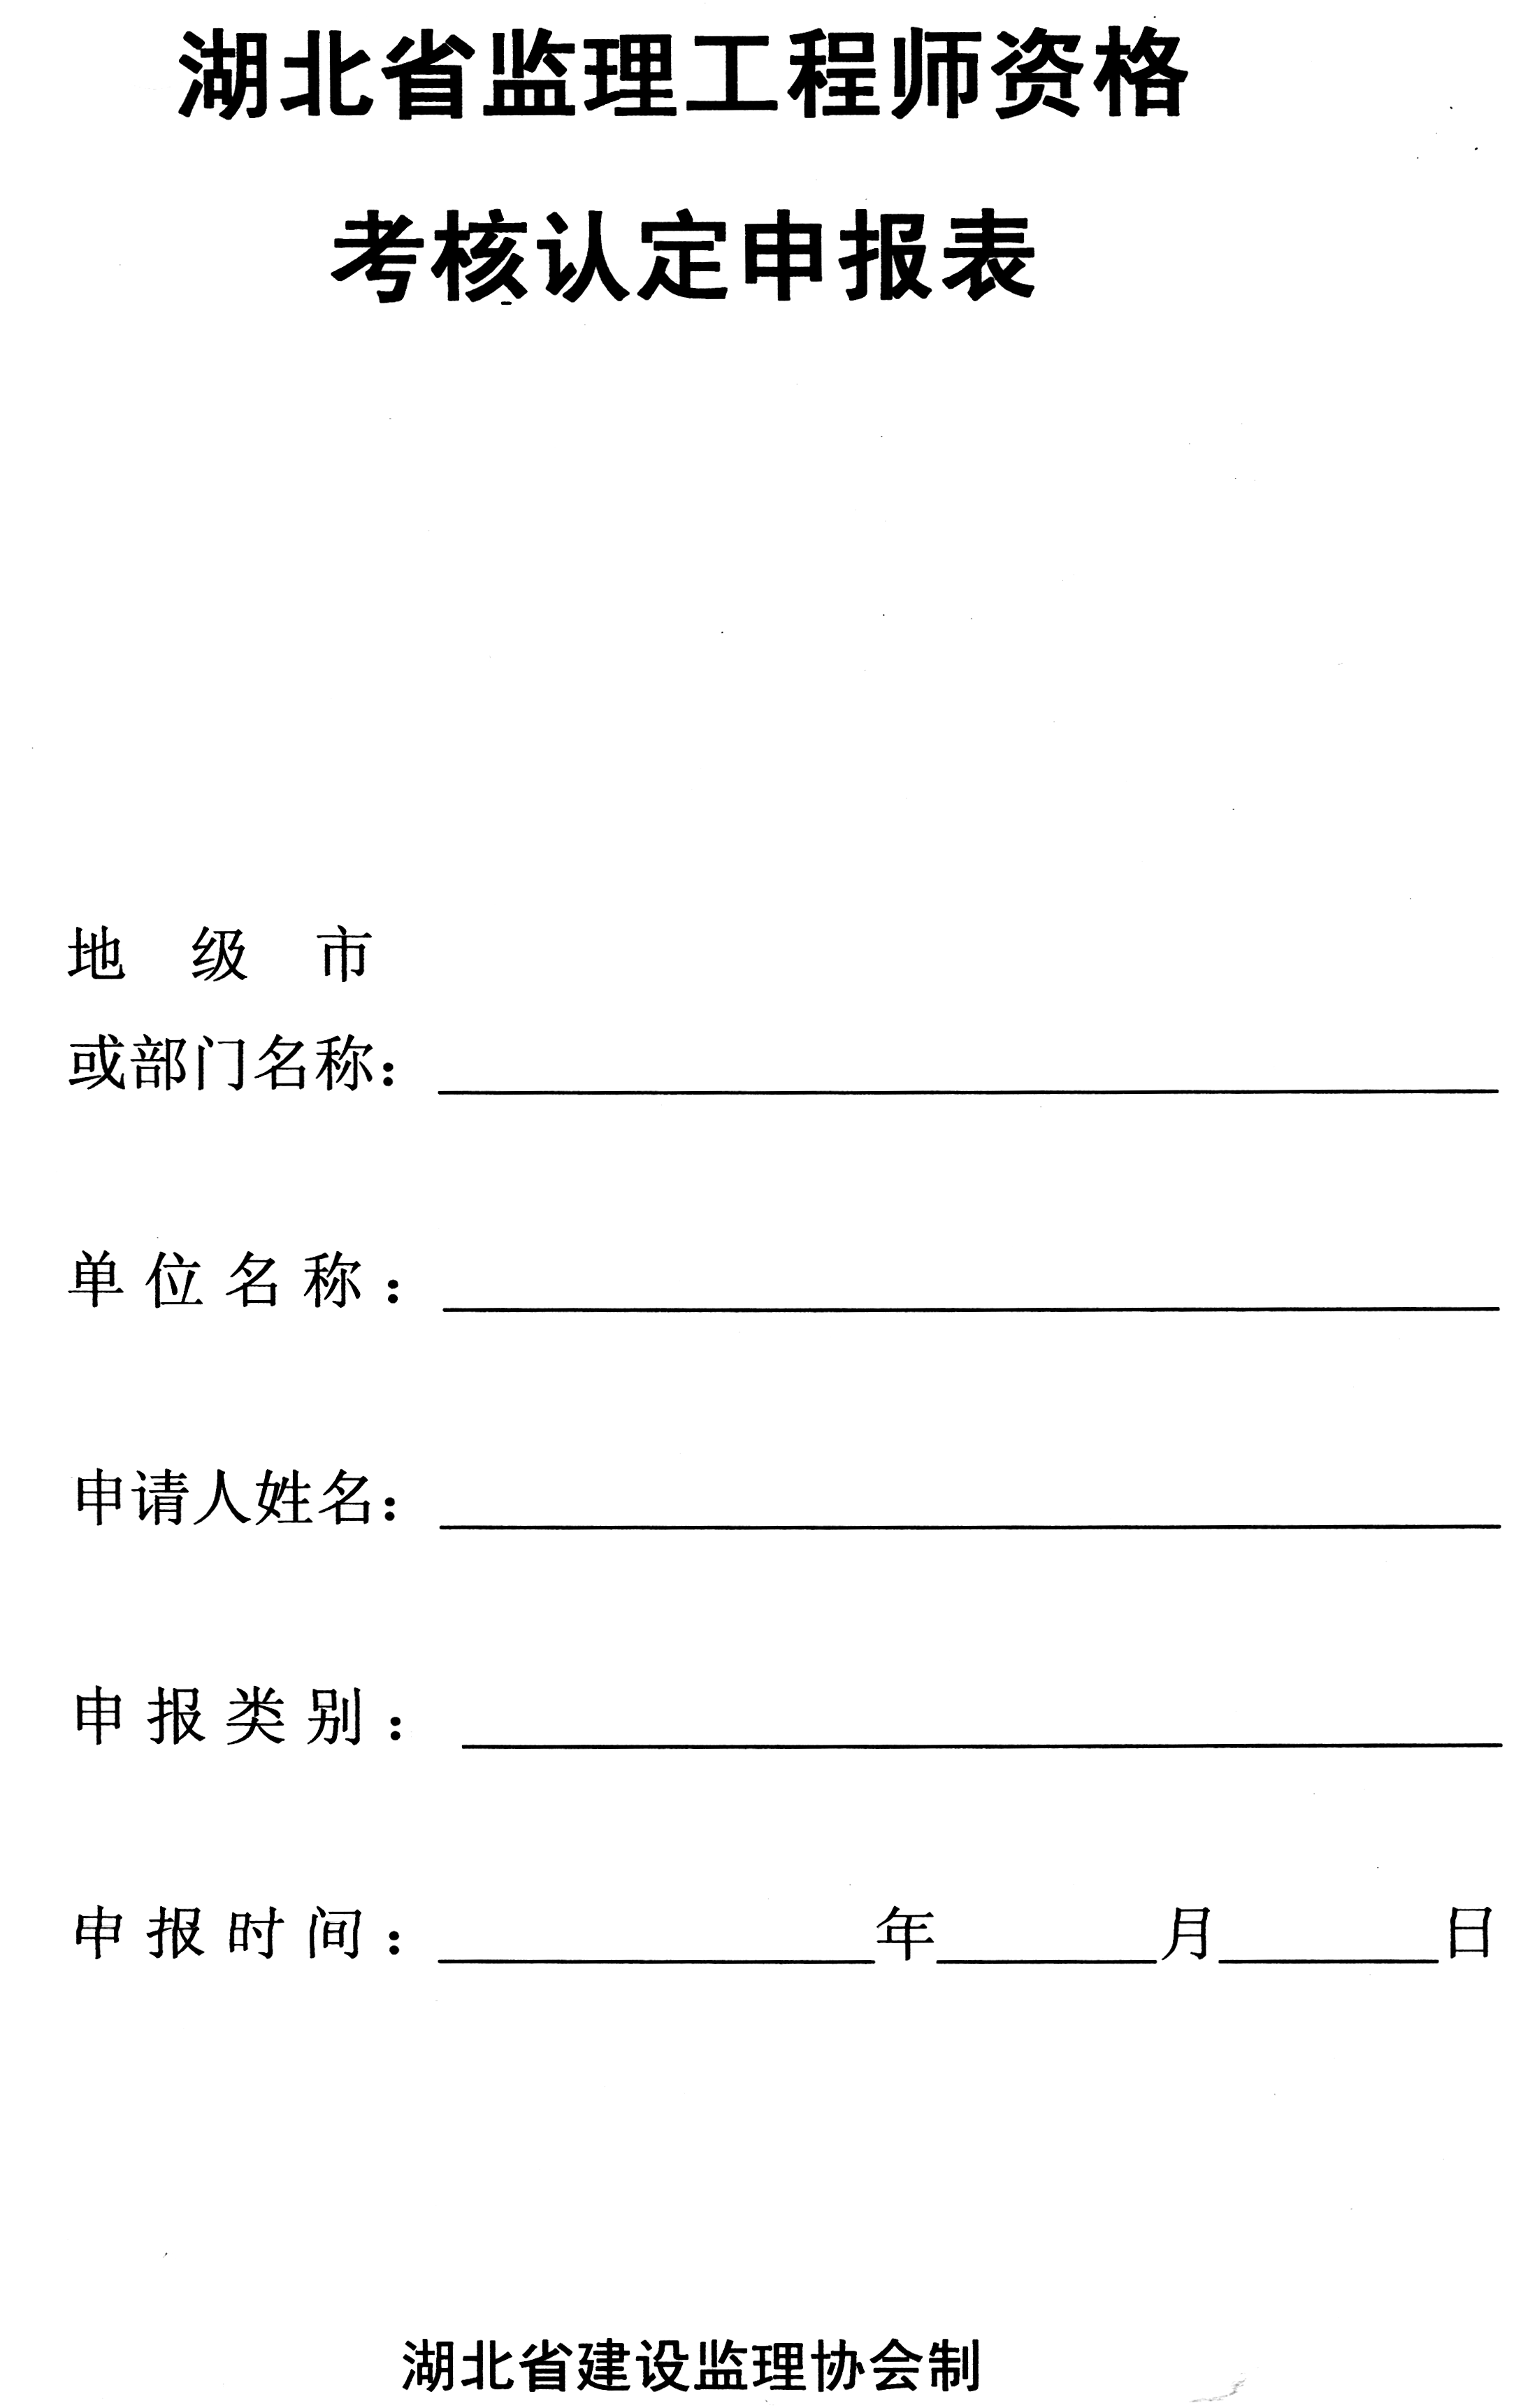 湖北省监理工程师资格
考核认定申报表
地 级 市
或部门名称：
单 位 名 称：
申请人姓名：
申 报 类 别：
申 报 时 间： 年 月 日
湖北省建设监理协会制